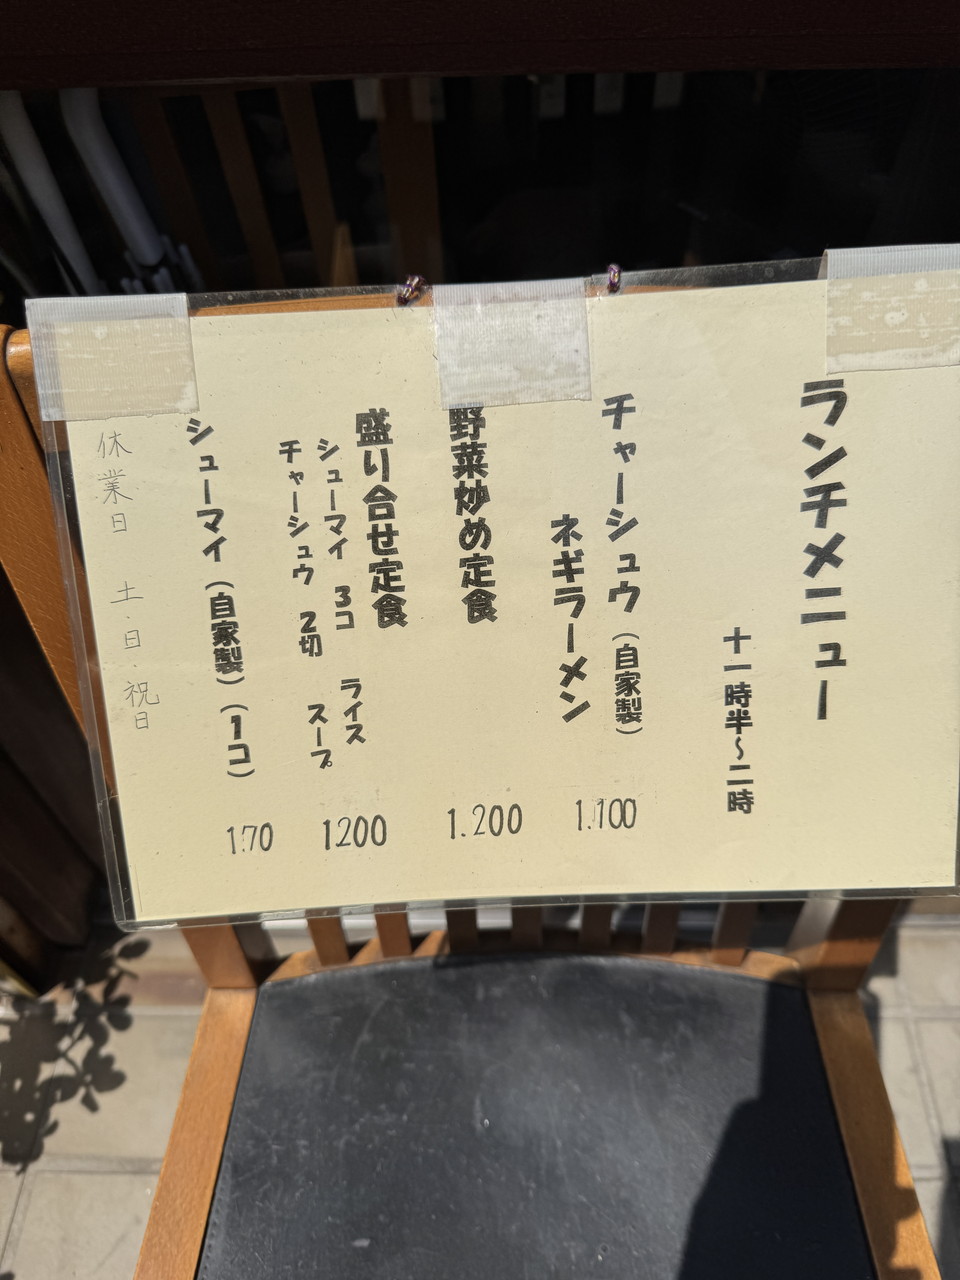 ランチメニュー
十一時半〜二時
チャーシュウ（自家製）
ネギラーメン
1.100
野菜炒め定食
1.200
盛り合せ定食
シューマイ 3コ ライス
チャーシュウ 2切 スープ
1200
シューマイ（自家製）（1コ）
170
休業日 土・日・祝日